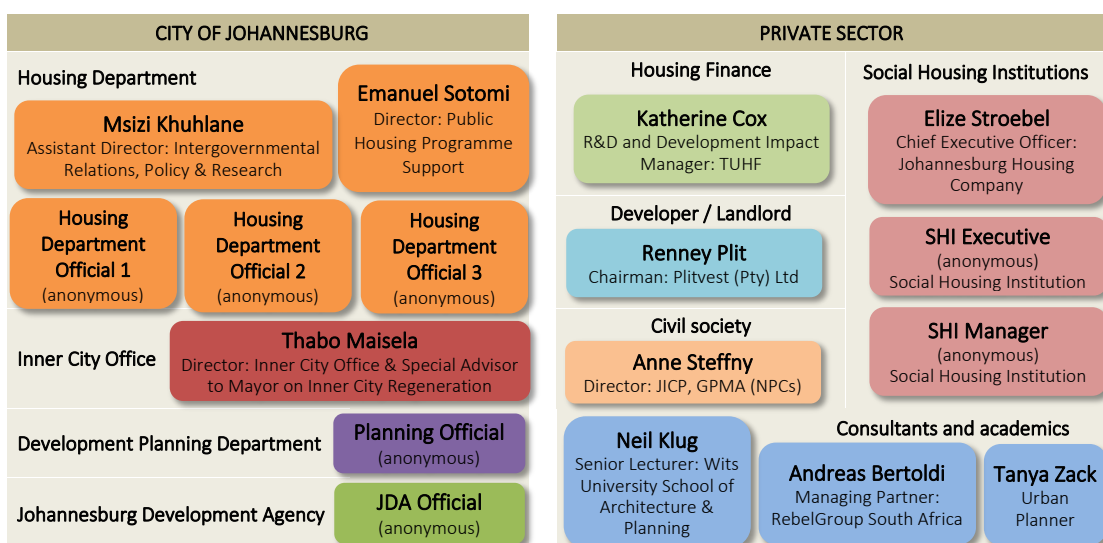 CITY OF JOHANNESBURG
Housing Department
Msizi Khuhlane
Assistant Director: Intergovernmental
Relations, Policy & Research
Emanuel Sotomi
Director: Public
Housing Programme
Support
Housing
Department
Official 1
(anonymous)
Housing
Department
Official 2
(anonymous)
Housing
Department
Official 3
(anonymous)
Inner City Office
Thabo Maisela
Director: Inner City Office & Special Advisor
to Mayor on Inner City Regeneration
Development Planning Department
Planning Official
(anonymous)
Johannesburg Development Agency
JDA Official
(anonymous)
PRIVATE SECTOR
Housing Finance
Katherine Cox
R&D and Development Impact
Manager: TUHF
Developer / Landlord
Renney Plit
Chairman: Plitvest (Pty) Ltd
Civil society
Anne Steffny
Director: JICP, GPMA (NPCs)
Social Housing Institutions
Elize Stroebel
Chief Executive Officer:
Johannesburg Housing
Company
SHI Executive
(anonymous)
Social Housing Institution
SHI Manager
(anonymous)
Social Housing Institution
Consultants and academics
Neil Klug
Senior Lecturer: Wits
University School of
Architecture &
Planning
Andreas Bertoldi
Managing Partner:
RebelGroup South Africa
Tanya Zack
Urban
Planner